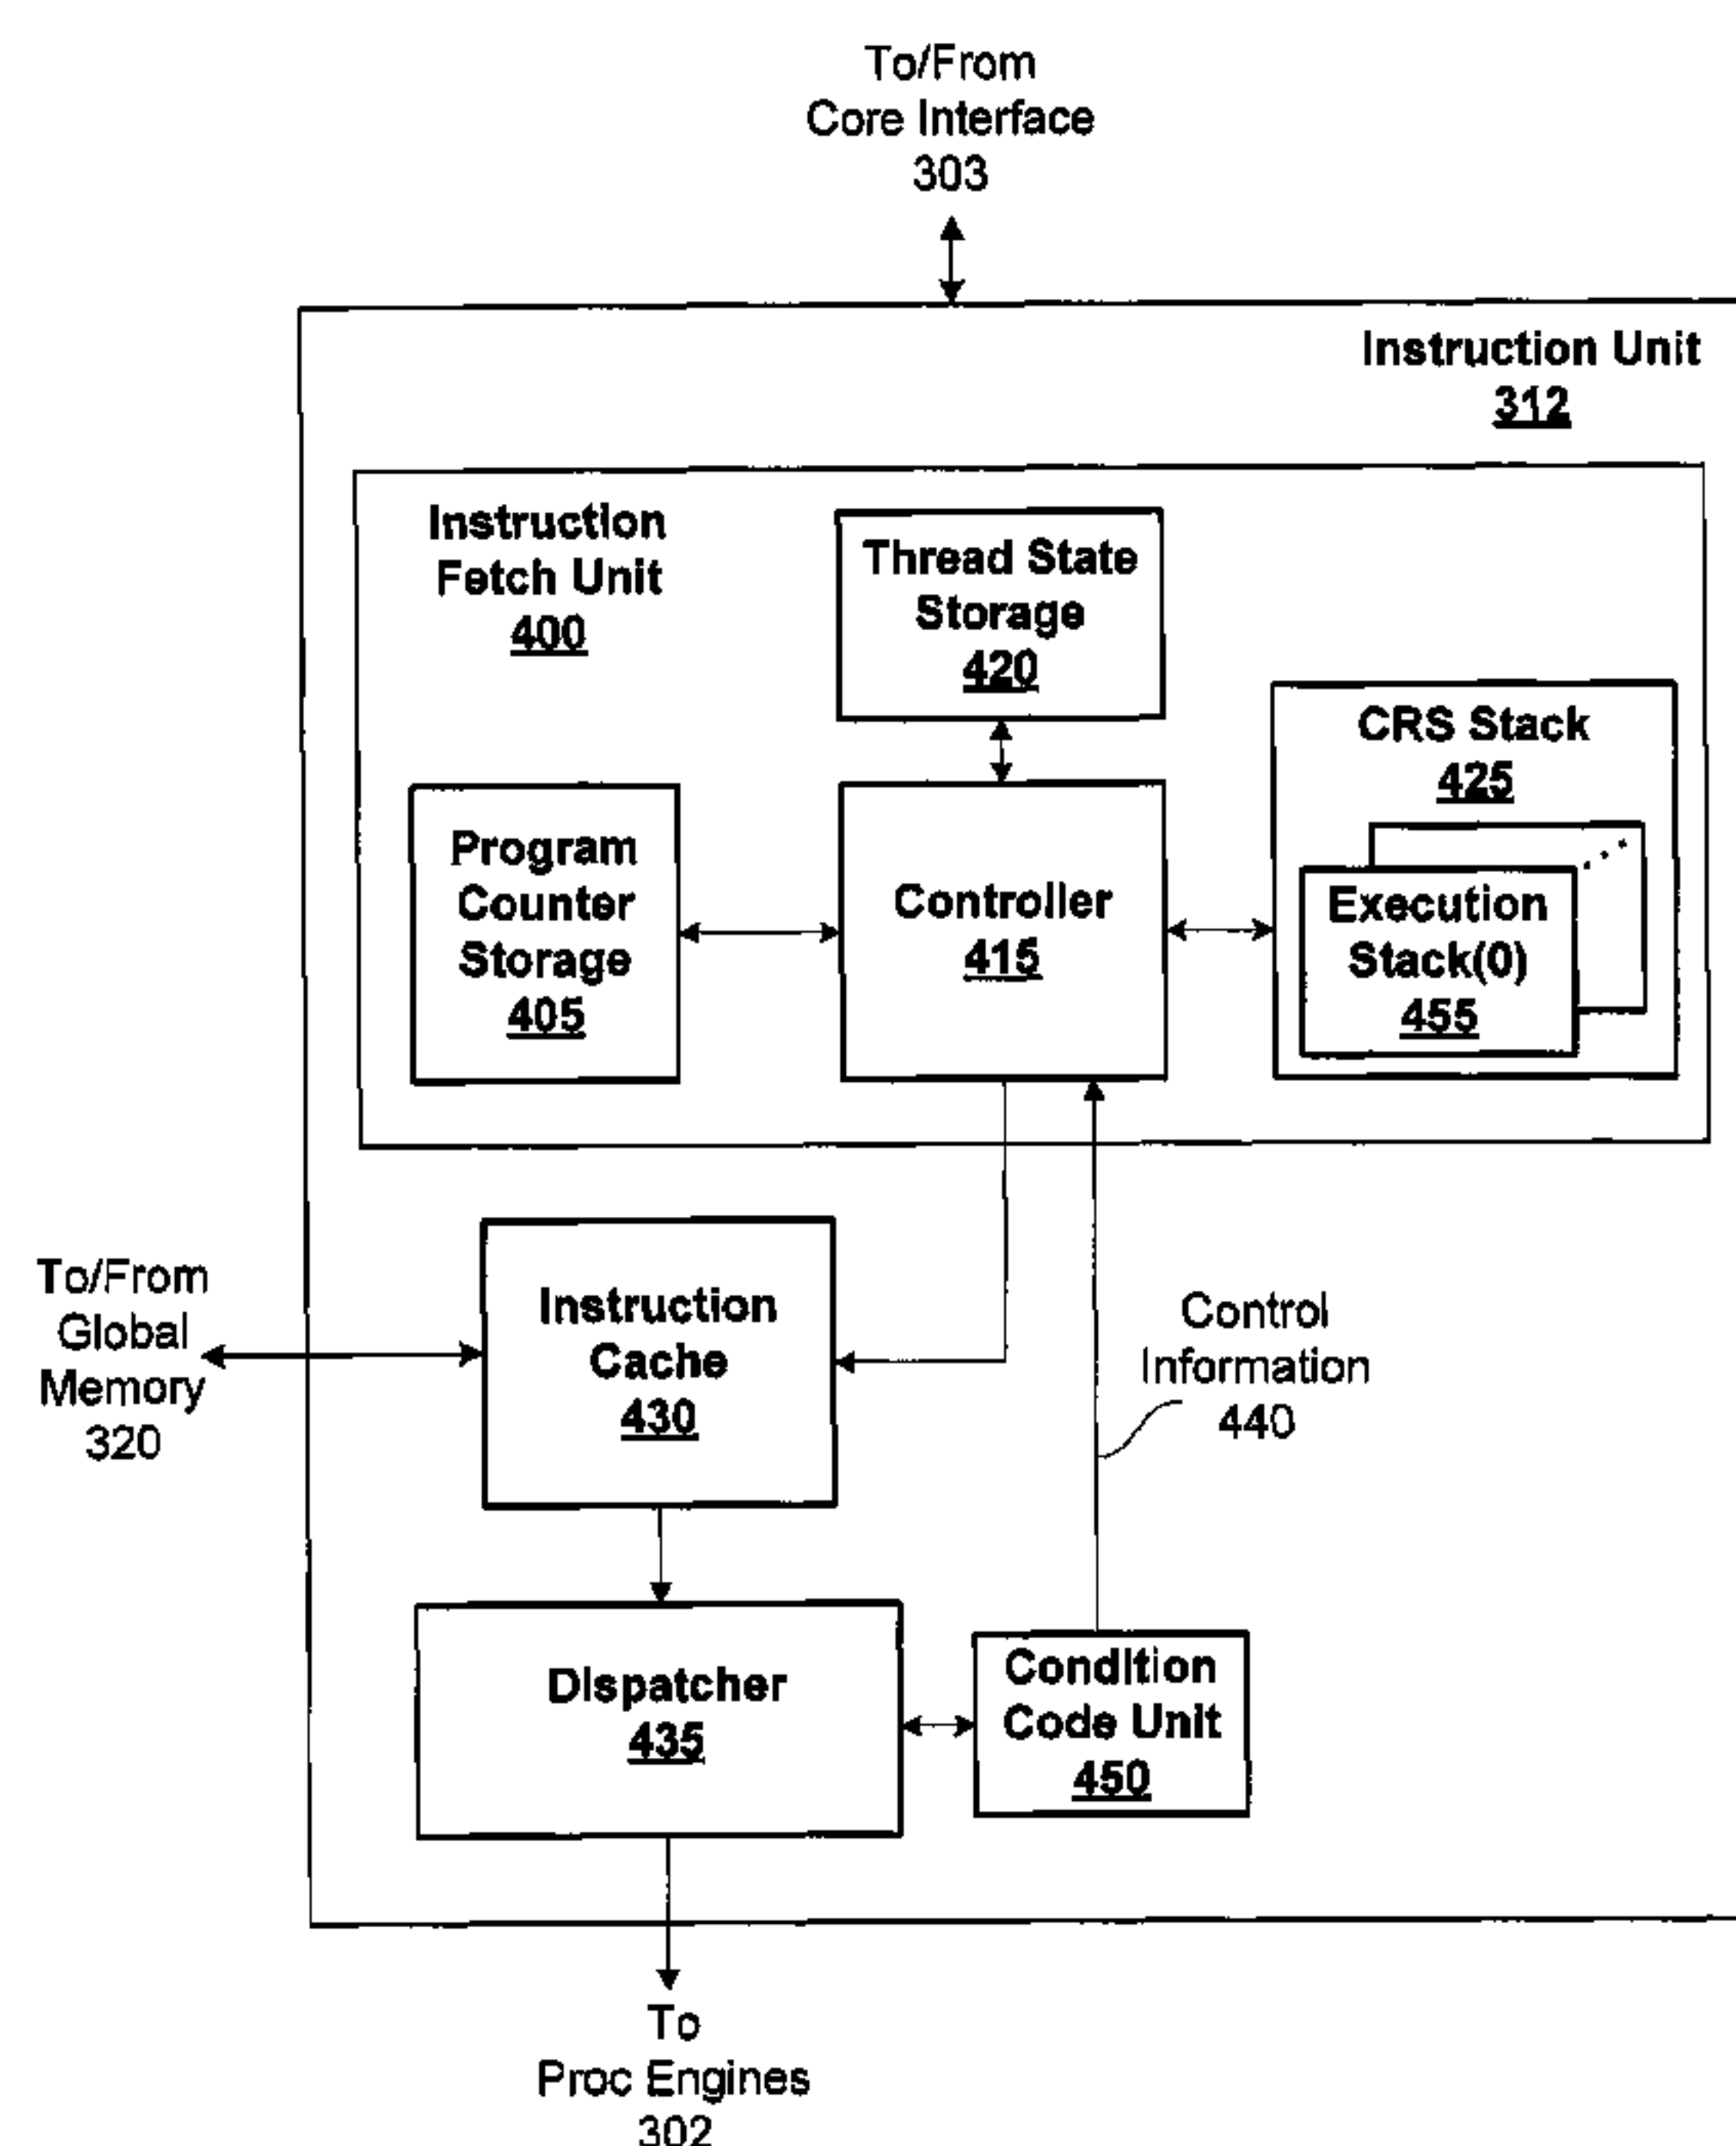 To/From
Core Interface
303
Instruction Unit
312
Instruction
Fetch Unit
400
Thread State
Storage
420
CRS Stack
425
Program
Counter
Storage
405
Controller
415
Execution
Stack(0)
455
To/From
Global
Memory
320
Instruction
Cache
430
Control
Information
440
Dispatcher
435
Condition
Code Unit
450
To
Proc Engines
302